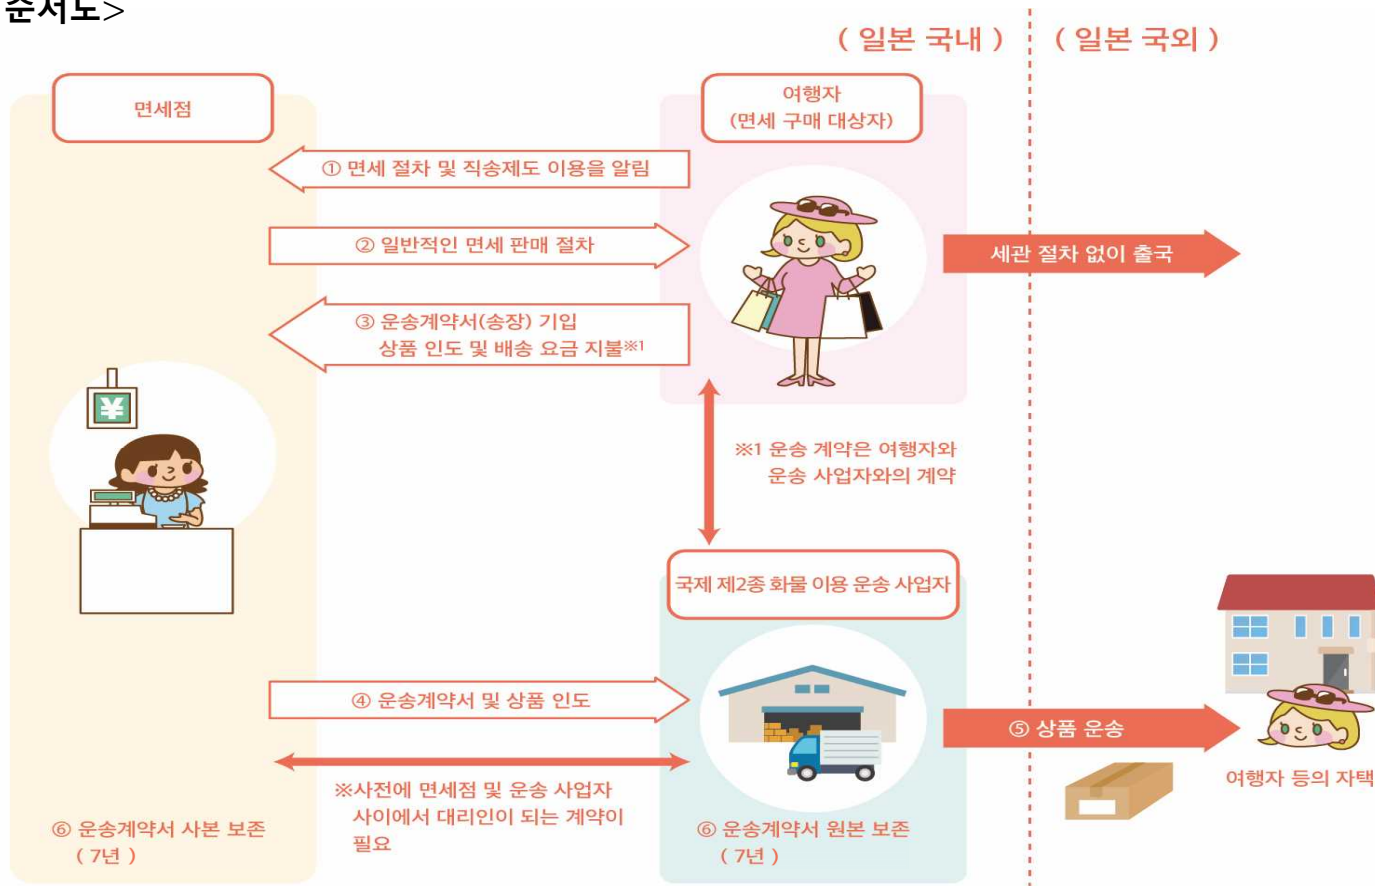 순서도>
( 일본 국내 )
( 일본 국외 )
면세점
여행자
(면세 구매 대상자)
① 면세 절차 및 직송제도 이용을 알림
② 일반적인 면세 판매 절차
세관 절차 없이 출국
③ 운송계약서(송장) 기입
상품 인도 및 배송 요금 지불※1
¥
※1 운송 계약은 여행자와
운송 사업자와의 계약
국제 제2종 화물 이용 운송 사업자
④ 운송계약서 및 상품 인도
⑤ 상품 운송
여행자 등의 자택
※사전에 면세점 및 운송 사업자
사이에서 대리인이 되는 계약이
필요
⑥ 운송계약서 사본 보존
( 7년 )
⑥ 운송계약서 원본 보존
( 7년 )